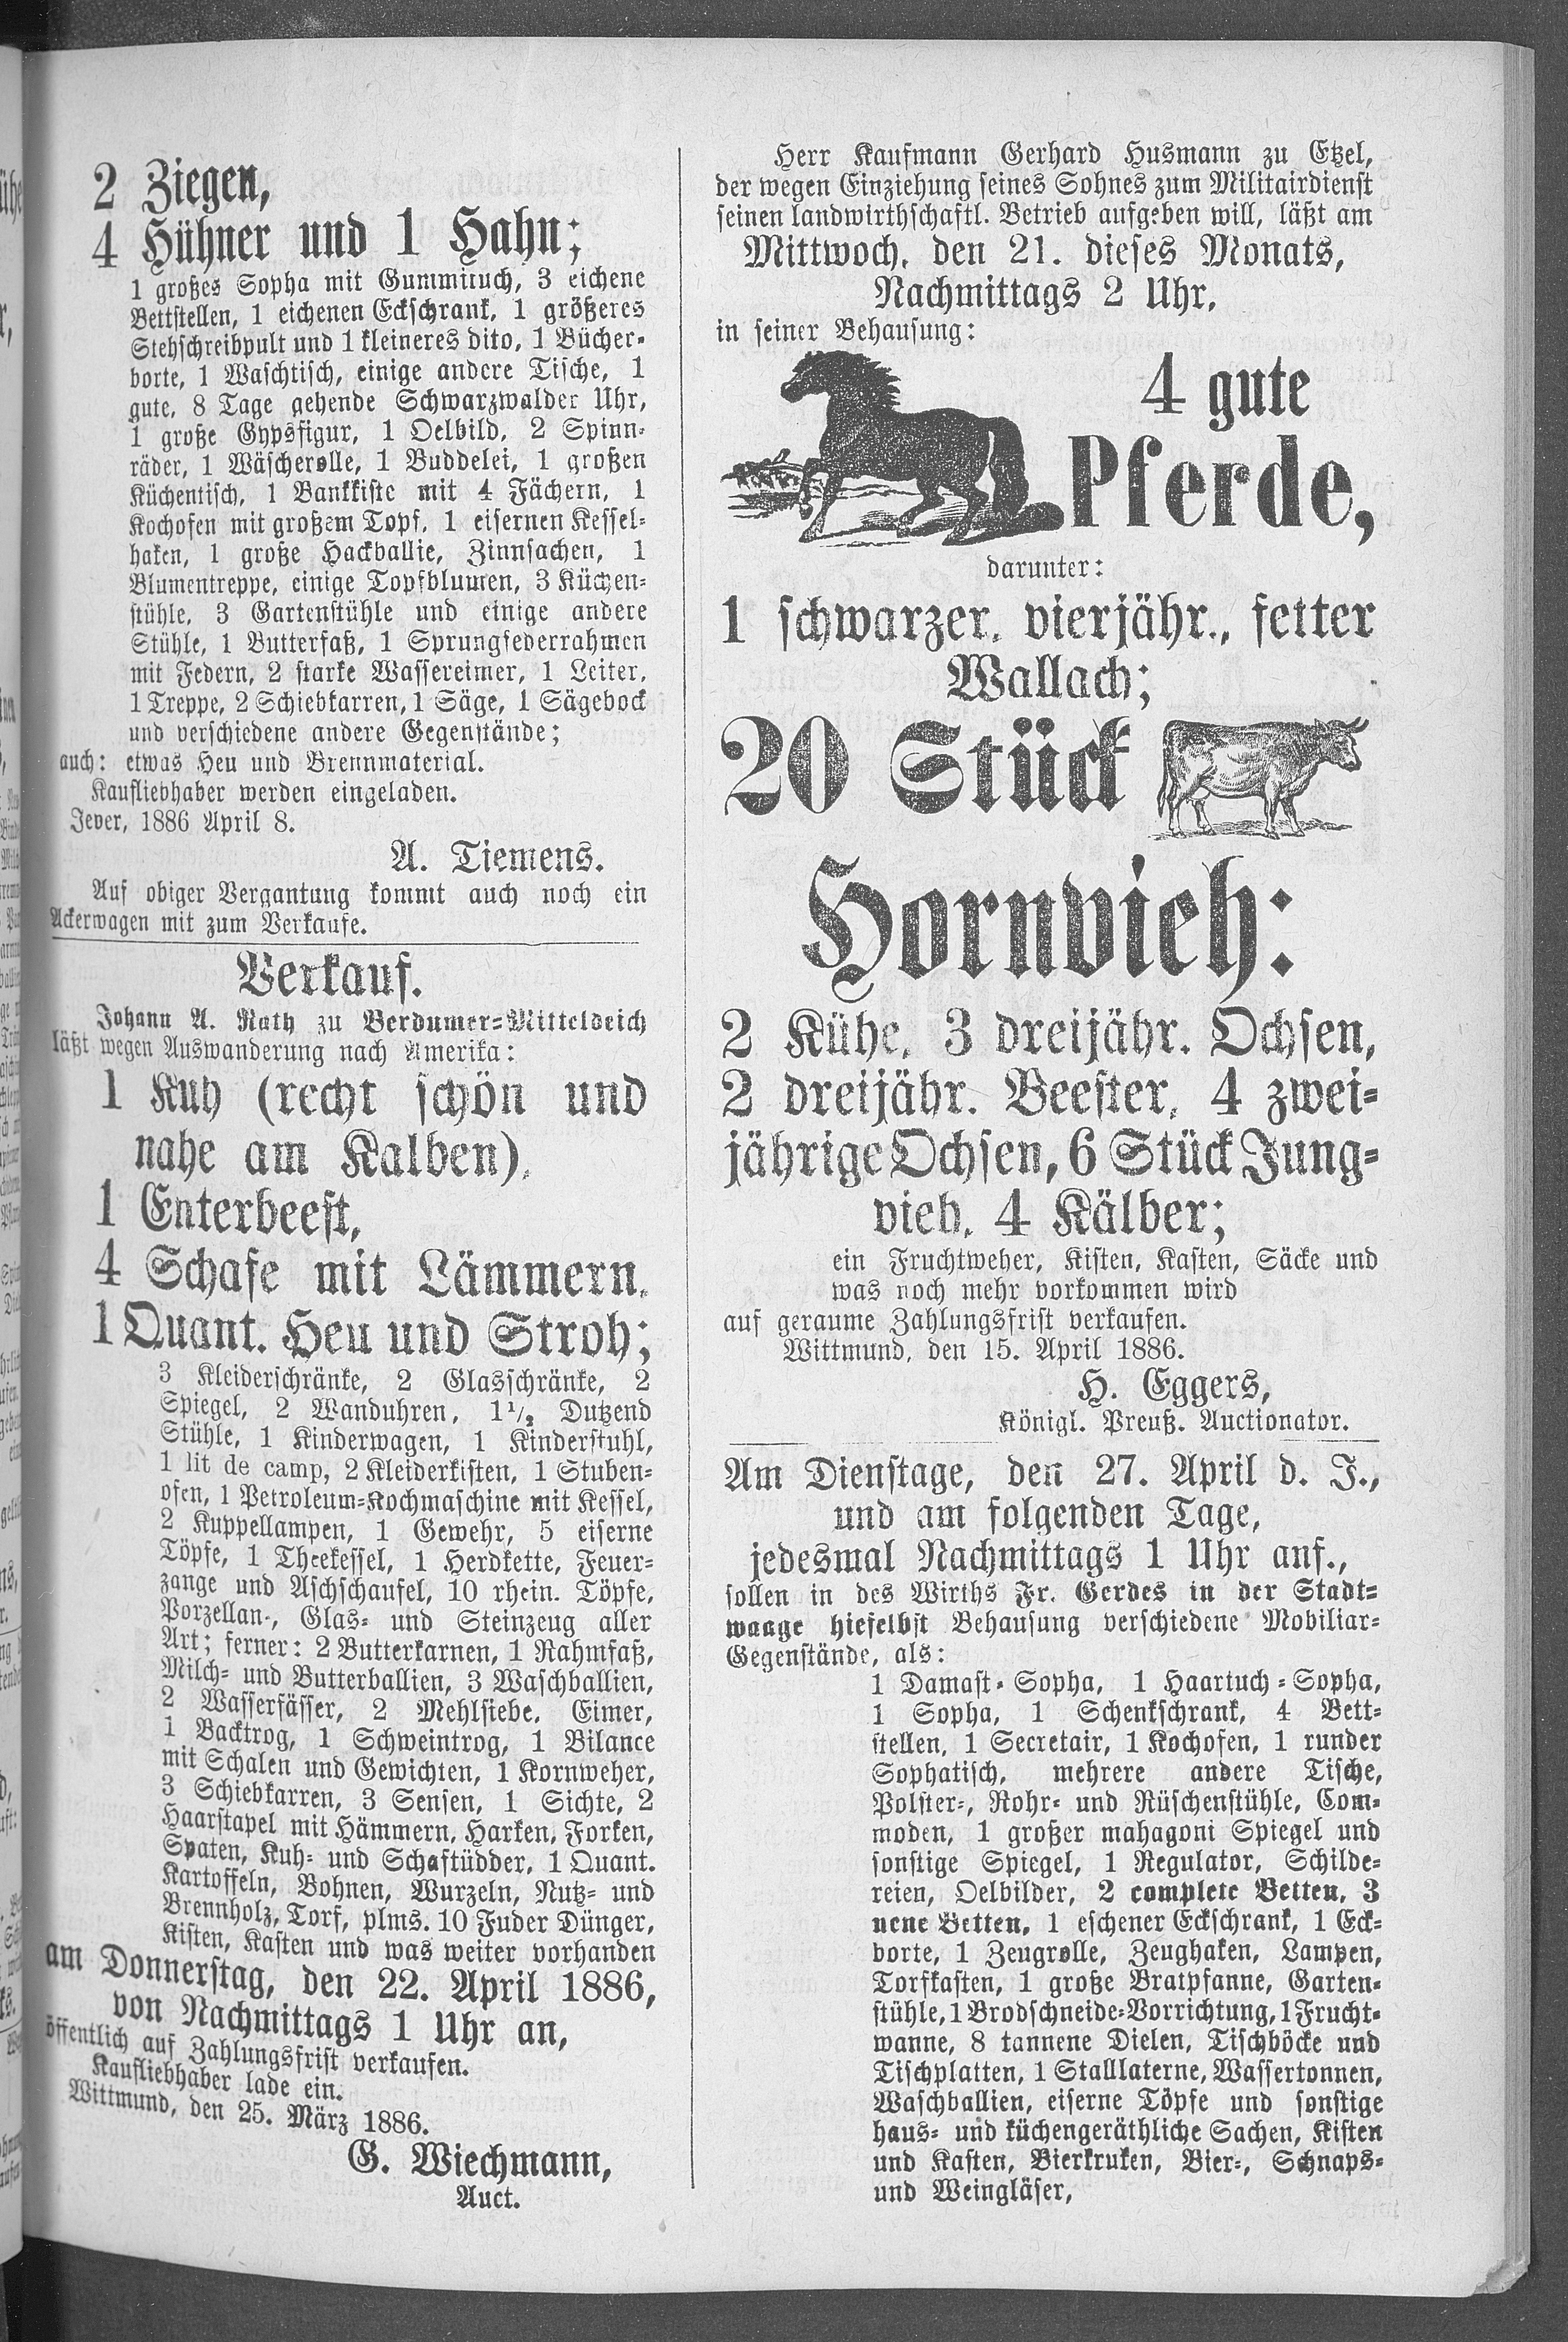 2 Ziegen,
4 Hühner und 1 Hahn;
1 großes Sopha mit Gummituch, 3 eichene
Bettstellen, 1 eichenen Eckschrank, 1 größeres
Stehschreibpult und 1 kleineres dito, 1 Bücher-
borte, 1 Waschtisch, einige andere Tische, 1
gute, 8 Tage gehende Schwarzwalder Uhr,
1 große Gypsfigur, 1 Oelbild, 2 Spinn-
räder, 1 Wäscherolle, 1 Buddelei, 1 großen
Küchentisch, 1 Bankkiste mit 4 Fächern, 1
Kochofen mit großem Topf, 1 eisernen Kessel-
haken, 1 große Hackballie, Zinnsachen, 1
Blumentreppe, einige Topfblumen, 3 Küchen-
stühle, 3 Gartenstühle und einige andere
Stühle, 1 Butterfaß, 1 Sprungfederrahmen
mit Federn, 2 starke Wassereimer, 1 Leiter,
1 Treppe, 2 Schiebkarren, 1 Säge, 1 Sägebock
und verschiedene andere Gegenstände;
auch: etwas Heu und Brennmaterial.
Kaufliebhaber werden eingeladen.
Jever, 1886 April 8.
A. Tiemens.
Auf obiger Vergantung kommt auch noch ein
Ackerwagen mit zum Verkaufe.
Verkauf.
Johann A. Rath zu Berdumer-Mitteldeich
läßt wegen Auswanderung nach Amerika:
1 Kuh (recht schön und
nahe am Kalben),
1 Enterbeest,
4 Schafe mit Lämmern,
1 Quant. Heu und Stroh;
3 Kleiderschränke, 2 Glasschränke, 2
Spiegel, 2 Wanduhren, 1 1/2 Dutzend
Stühle, 1 Kinderwagen, 1 Kinderstuhl,
1 lit de camp, 2 Kleiderkisten, 1 Stuben-
ofen, 1 Petroleum-Kochmaschine mit Kessel,
2 Kuppellampen, 1 Gewehr, 5 eiserne
Töpfe, 1 Theekessel, 1 Herdkette, Feuer-
zange und Aschschaufel, 10 rhein. Töpfe,
Porzellan-, Glas- und Steinzeug aller
Art; ferner: 2 Butterkarnen, 1 Rahmfaß,
Milch- und Butterballien, 3 Waschballien,
2 Wasserfässer, 2 Mehlsiebe, Eimer,
1 Backtrog, 1 Schweintrog, 1 Bilance
mit Schalen und Gewichten, 1 Kornweher,
3 Schiebkarren, 3 Sensen, 1 Sichte, 2
Haarstapel mit Hämmern, Harken, Forken,
Spaten, Kuh- und Schaftüdder, 1 Quant.
Kartoffeln, Bohnen, Wurzeln, Nutz- und
Brennholz, Torf, plms. 10 Fuder Dünger,
Kisten, Kasten und was weiter vorhanden
am Donnerstag, den 22. April 1886,
von Nachmittags 1 Uhr an,
öffentlich auf Zahlungsfrist verkaufen.
Kaufliebhaber lade ein.
Wittmund, den 25. März 1886.
G. Wiechmann,
Auct.
Herr Kaufmann Gerhard Husmann zu Etzel,
der wegen Einziehung seines Sohnes zum Militairdienst
seinen landwirthschaftl. Betrieb aufgeben will, läßt am
Mittwoch, den 21. dieses Monats,
Nachmittags 2 Uhr,
in seiner Behausung:
4 gute
Pferde,
darunter:
1 schwarzer, vierjähr., fetter
Wallach;
20 Stück
Hornvieh:
2 Kühe, 3 dreijähr. Ochsen,
2 dreijähr. Beester, 4 zwei-
jährige Ochsen, 6 Stück Jung-
vieh, 4 Kälber;
ein Fruchtweher, Kisten, Kasten, Säcke und
was noch mehr vorkommen wird
auf geraume Zahlungsfrist verkaufen.
Wittmund, den 15. April 1886.
H. Eggers,
Königl. Preuß. Auctionator.
Am Dienstage, den 27. April d. J.,
und am folgenden Tage,
jedesmal Nachmittags 1 Uhr anf.,
sollen in des Wirths Fr. Gerdes in der Stadt-
waage hieselbst Behausung verschiedene Mobiliar-
Gegenstände, als:
1 Damast-Sopha, 1 Haartuch-Sopha,
1 Sopha, 1 Schenkschrank, 4 Bett-
stellen, 1 Secretair, 1 Kochofen, 1 runder
Sophatisch, mehrere andere Tische,
Polster-, Rohr- und Rüschenstühle, Com-
moden, 1 großer mahagoni Spiegel und
sonstige Spiegel, 1 Regulator, Schilde-
reien, Oelbilder, 2 complete Betten, 3
neue Betten, 1 eschener Eckschrank, 1 Eck-
borte, 1 Zeugrolle, Zeughaken, Lampen,
Torfkasten, 1 große Bratpfanne, Garten-
stühle, 1 Brodschneide-Vorrichtung, 1 Frucht-
wanne, 8 tannene Dielen, Tischböcke und
Tischplatten, 1 Stalllaterne, Wassertonnen,
Waschballien, eiserne Töpfe und sonstige
haus- und küchengeräthliche Sachen, Kisten
und Kasten, Bierkruken, Bier-, Schnaps-
und Weingläser,